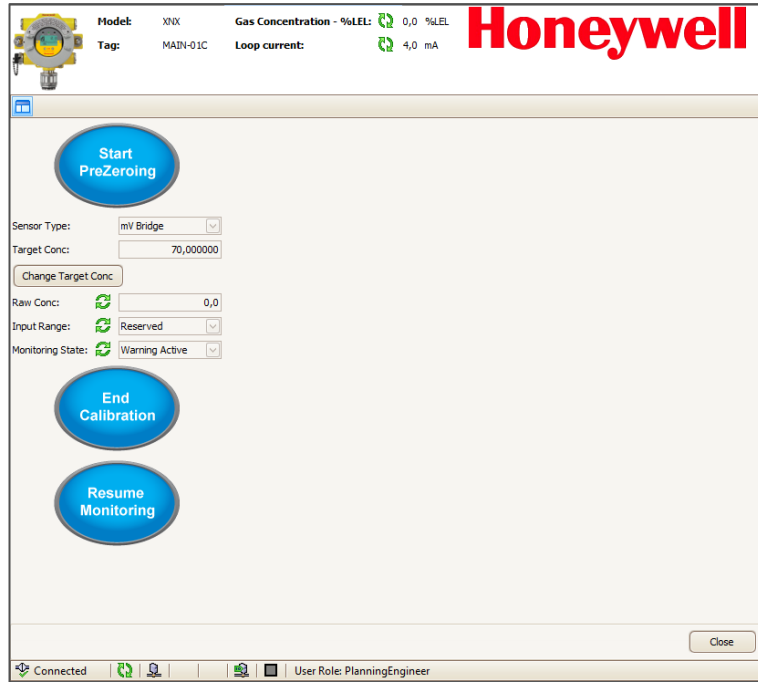 Model: XNX Gas Concentration - %LEL: 0,0 %LEL
Honeywell
Tag: MAIN-01C Loop current: 4,0 mA
Start
PreZeroing
Sensor Type: mV Bridge
Target Conc: 70,000000
Change Target Conc
Raw Conc: 0,0
Input Range: Reserved
Monitoring State: Warning Active
End
Calibration
Resume
Monitoring
Close
Connected User Role: PlanningEngineer